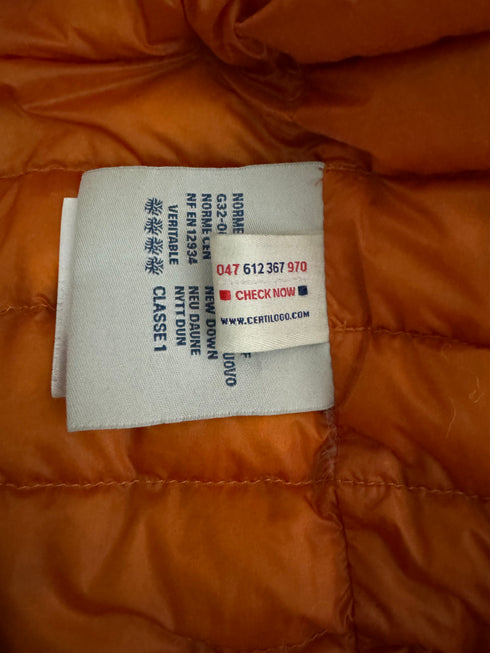 047 612 367 970
CHECK NOW
WWW.CERTILOGO.COM
NORME
G32-0
NORME CEN
NF EN 12934
VERITABLE
NEW DOWN
NEU DAUNE
NYTT DUN
CLASSE 1
UOVO